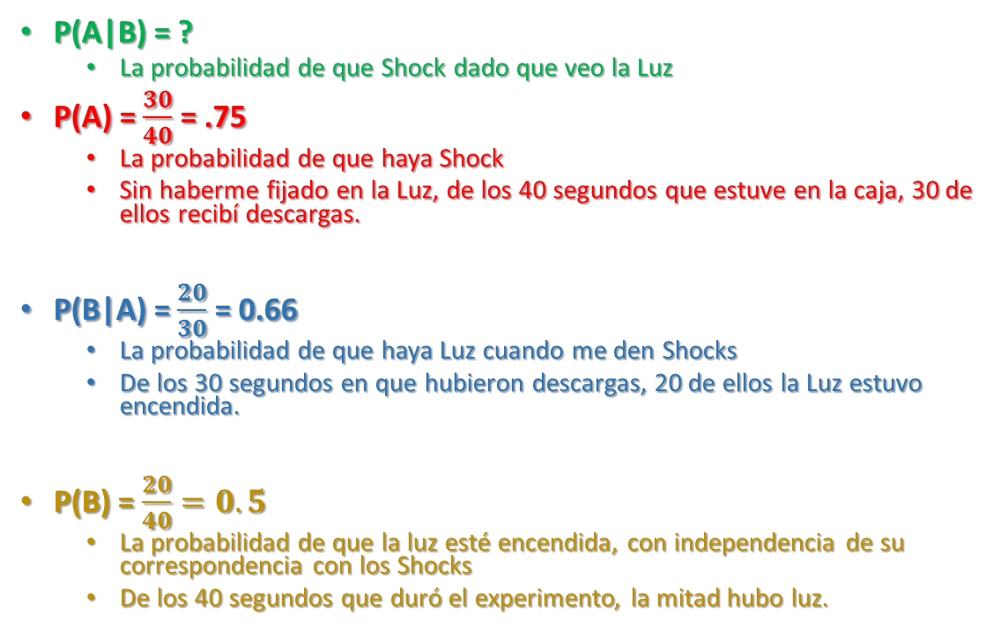 • P(A|B) = ?
• La probabilidad de que Shock dado que veo la Luz
• P(A) = 30/40 = .75
• La probabilidad de que haya Shock
• Sin haberme fijado en la Luz, de los 40 segundos que estuve en la caja, 30 de
ellos recibí descargas.
• P(B|A) = 20/30 = 0.66
• La probabilidad de que haya Luz cuando me den Shocks
• De los 30 segundos en que hubieron descargas, 20 de ellos la Luz estuvo
encendida.
• P(B) = 20/40 = 0.5
• La probabilidad de que la luz esté encendida, con independencia de su
correspondencia con los Shocks
• De los 40 segundos que duró el experimento, la mitad hubo luz.